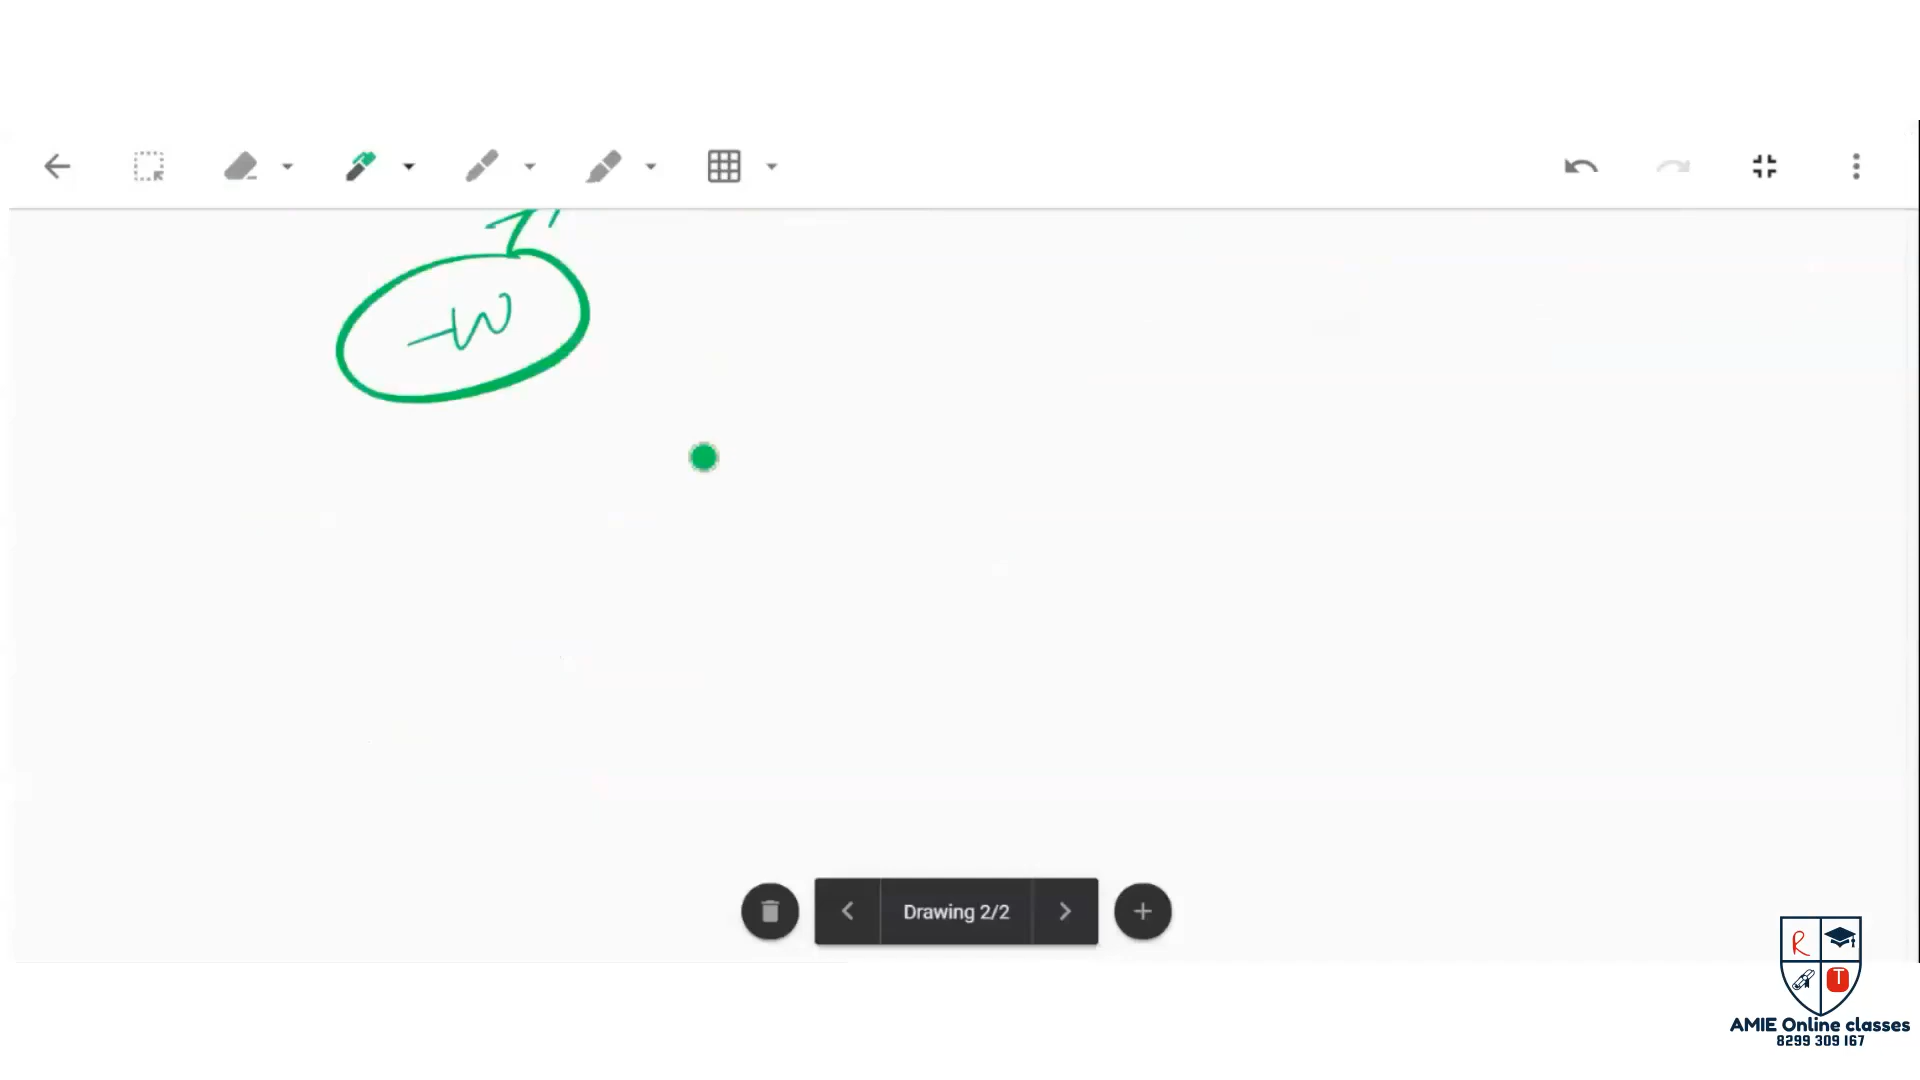 -W
Drawing 2/2
R
T
AMIE Online classes
8299 309 167